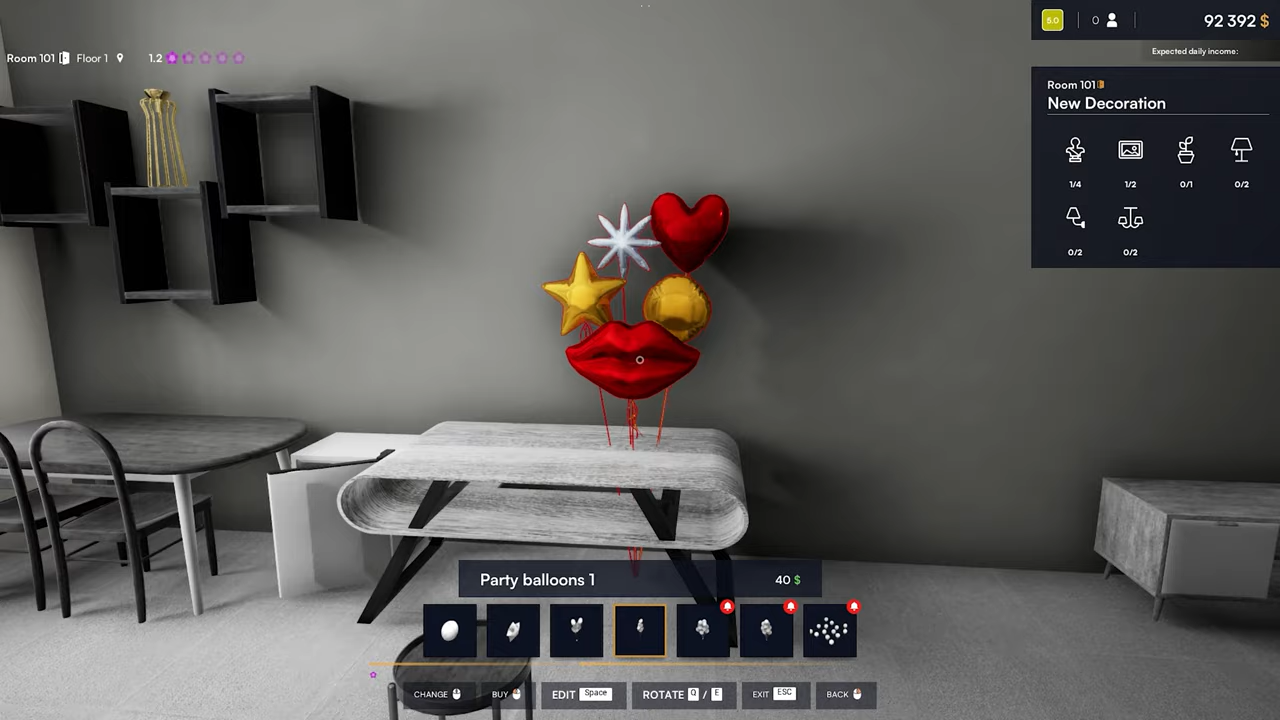 5.0
0
92 392 $
Expected daily income:
Room 101
Floor 1
1.2
Room 101
New Decoration
1/4
1/2
0/1
0/2
0/2
0/2
Party balloons 1
40 $
CHANGE
BUY
EDIT Space
ROTATE Q / E
EXIT ESC
BACK